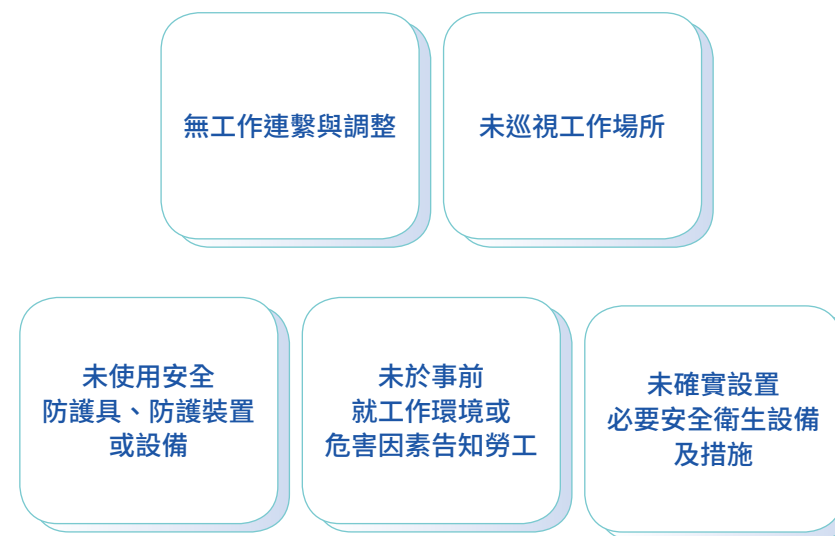 無工作連繫與調整
未巡視工作場所
未使用安全
防護具、防護裝置
或設備
未於事前
就工作環境或
危害因素告知勞工
未確實設置
必要安全衛生設備
及措施